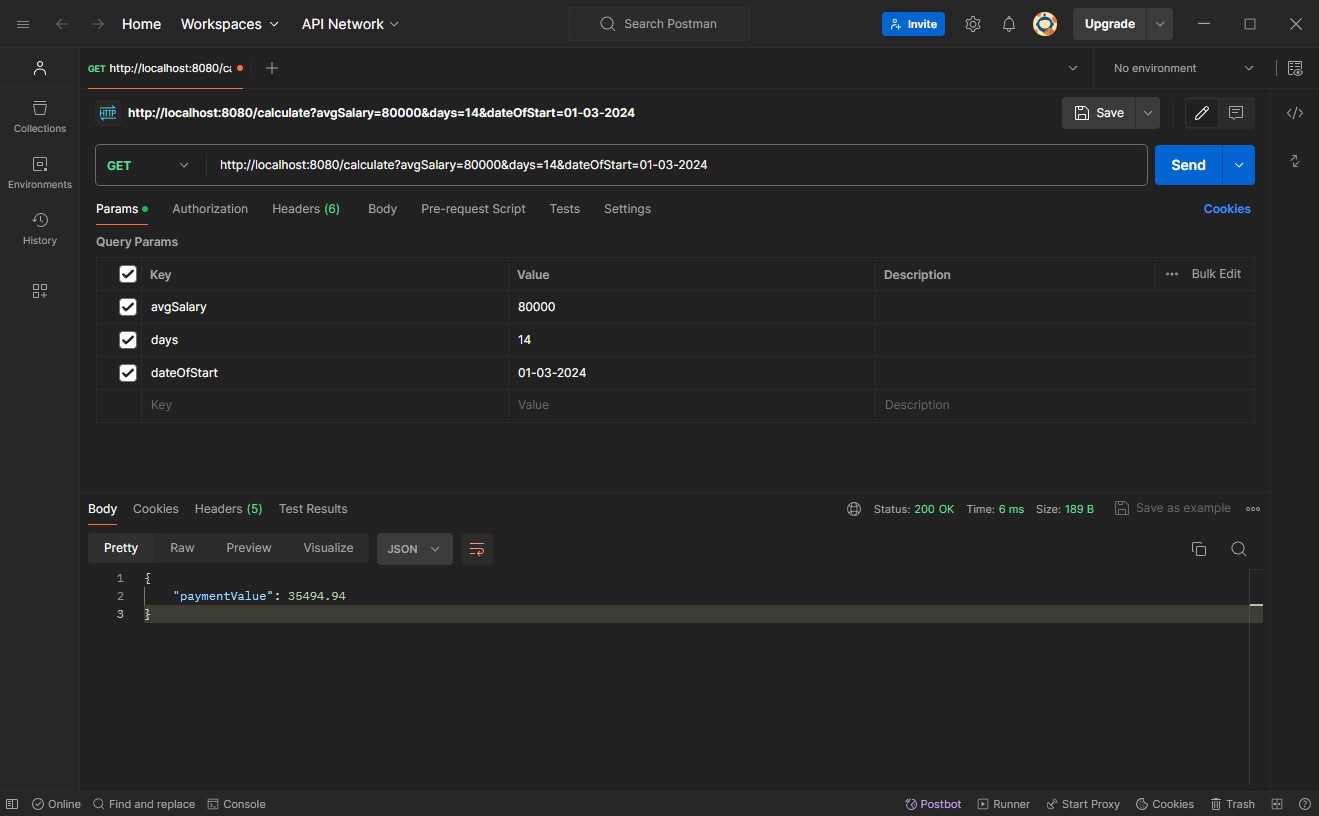 Home Workspaces API Network Search Postman Invite Upgrade
GET http://localhost:8080/ca No environment
Collections
Environments
History
HTTP http://localhost:8080/calculate?avgSalary=80000&days=14&dateOfStart=01-03-2024 Save
GET http://localhost:8080/calculate?avgSalary=80000&days=14&dateOfStart=01-03-2024 Send
Params Authorization Headers (6) Body Pre-request Script Tests Settings Cookies
Query Params
Key Value Description Bulk Edit
avgSalary 80000
days 14
dateOfStart 01-03-2024
Key Value Description
Body Cookies Headers (5) Test Results Status: 200 OK Time: 6 ms Size: 189 B Save as example
Pretty Raw Preview Visualize JSON
1 {
2 "paymentValue": 35494.94
3 }
Online Find and replace Console Postbot Runner Start Proxy Cookies Trash